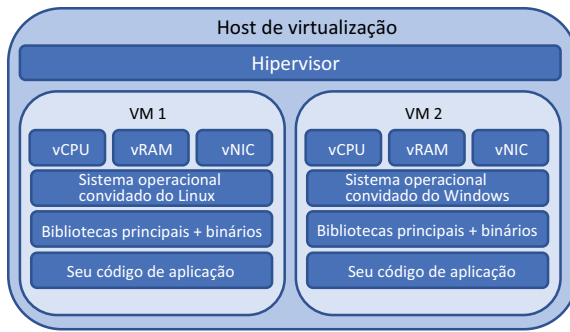 Host de virtualização
Hipervisor
VM 1
vCPU
vRAM
vNIC
Sistema operacional
convidado do Linux
Bibliotecas principais + binários
Seu código de aplicação
VM 2
vCPU
vRAM
vNIC
Sistema operacional
convidado do Windows
Bibliotecas principais + binários
Seu código de aplicação